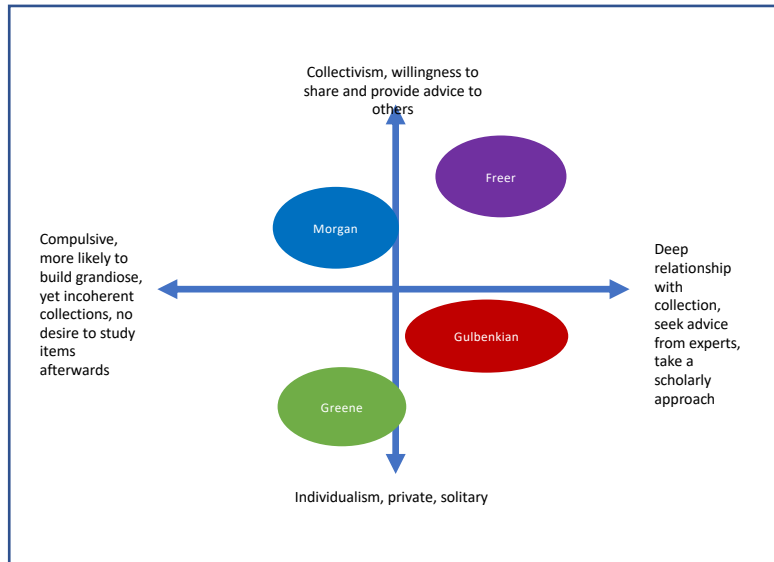 Collectivism, willingness to
share and provide advice to
others
Freer
Morgan
Compulsive,
more likely to
build grandiose,
yet incoherent
collections, no
desire to study
items
afterwards
Deep
relationship
with
collection,
seek advice
from experts,
take a
scholarly
approach
Gulbenkian
Greene
Individualism, private, solitary